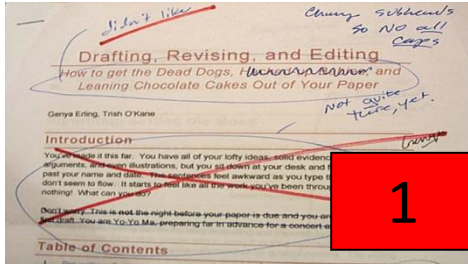 didn't like
Chung subheads
so NO all
caps
Drafting, Revising, and Editing
How to get the Dead Dogs, and
Leaning Chocolate Cakes Out of Your Paper
Not quite
true, yet.
Genya Erling, Trish O'Kane
Introduction
You've made it this far. You have all of your lofty ideas, solid evidenc
arguments, and even illustrations, but you sit at your desk and f
past your name and date. The sentences feel awkward as you type t
don't seem to flow. It starts to feel like all the work you've been throug
nothing! What can you do?
Don't worry. This is not the night before your paper is due and you are
first draft. You are Yo-Yo Ma, preparing far in advance for a concert a
Table of Contents
1